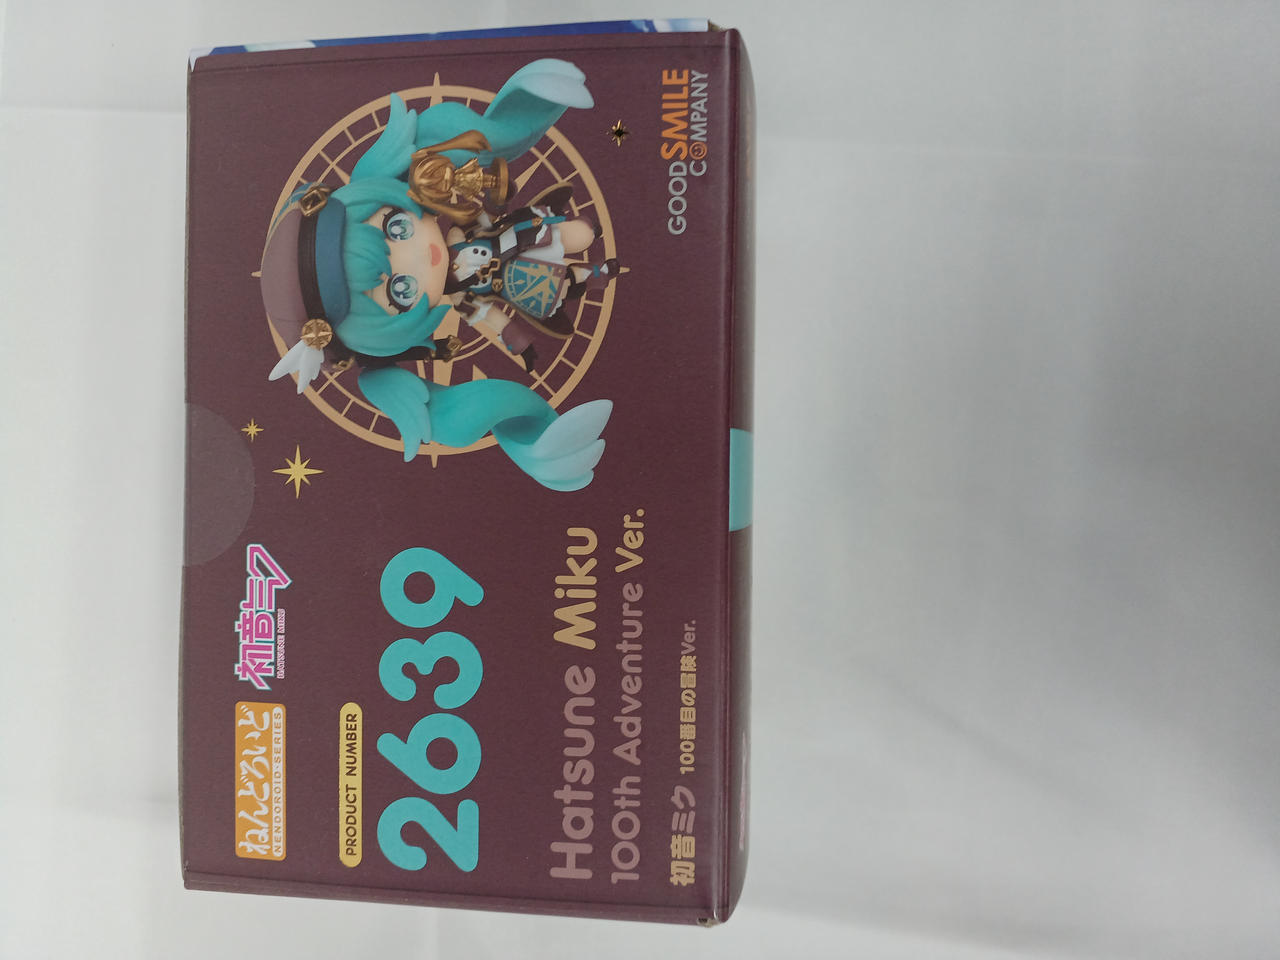 ねんどろいど
NENDOROID·SERIES
初音ミク
HATSUNE MIKU
PRODUCT NUMBER
2639
Hatsune Miku
100th Adventure Ver.
初音ミク 100番目の冒険Ver.
GOOD SMILE
COMPANY